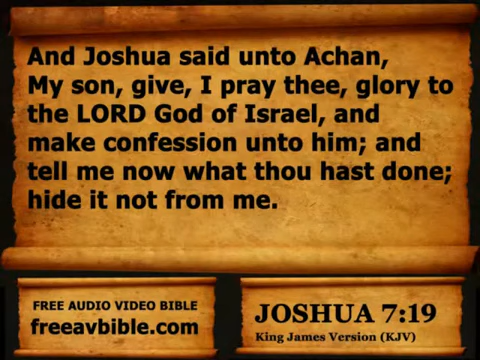 And Joshua said unto Achan,
My son, give, I pray thee, glory to
the LORD God of Israel, and
make confession unto him; and
tell me now what thou hast done;
hide it not from me.
FREE AUDIO VIDEO BIBLE
freeavbible.com
JOSHUA 7:19
King James Version (KJV)